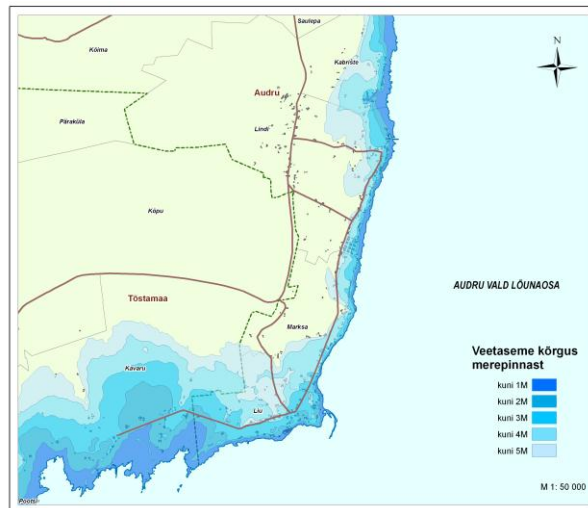 Saulepa
N
Kõima
Kabriste
Audru
Päraküla
Lindi
Kõpu
AUDRU VALD LÕUNAOSA
Tõstamaa
Marksa
Veetaseme kõrgus
merepinnast
Kavaru
kuni 1M
kuni 2M
kuni 3M
Liu
kuni 4M
kuni 5M
M 1: 50 000
Pootsi